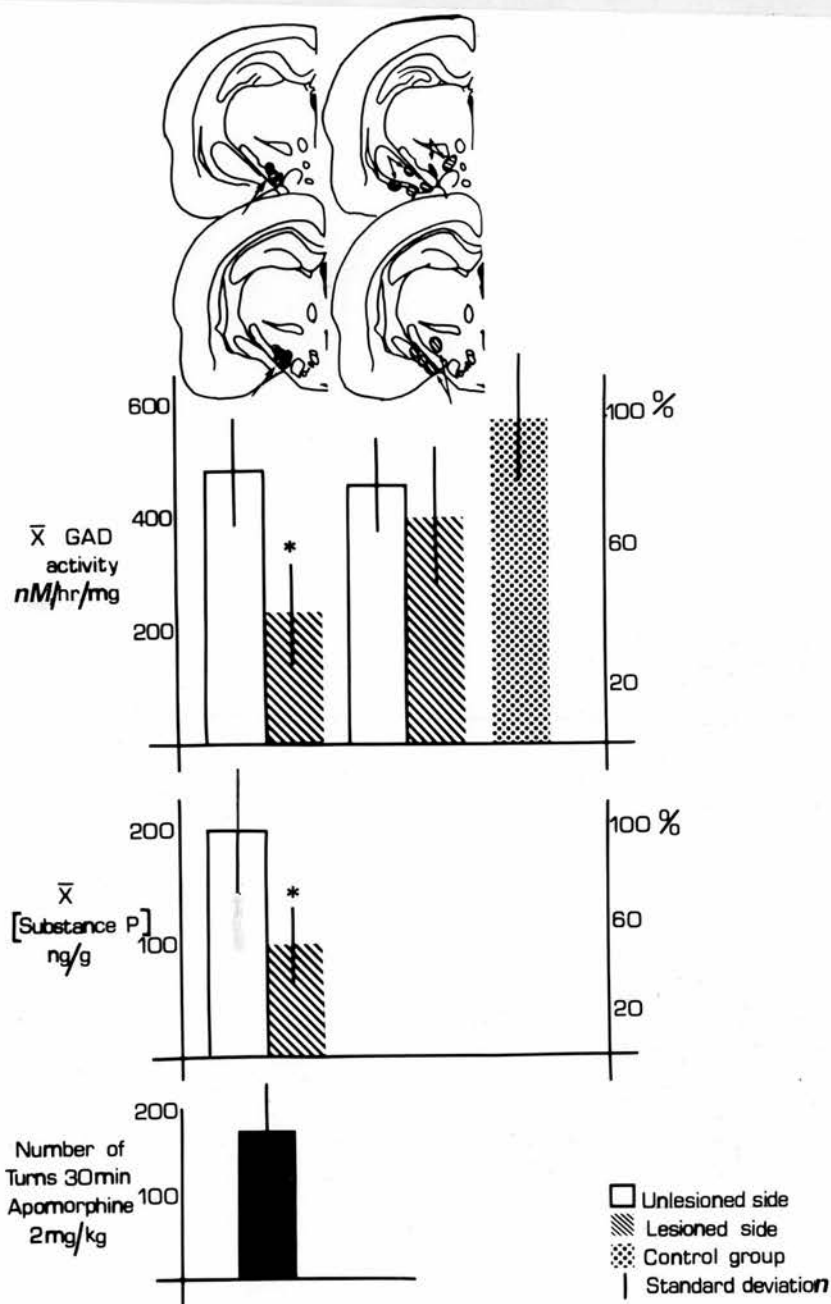 600
400
200
X̅ GAD
activity
nM/hr/mg
*
100 %
60
20
200
100
X̅
[Substance P]
ng/g
*
100 %
60
20
200
100
Number of
Turns 30min
Apomorphine
2mg/kg
Unlesioned side
Lesioned side
Control group
Standard deviation